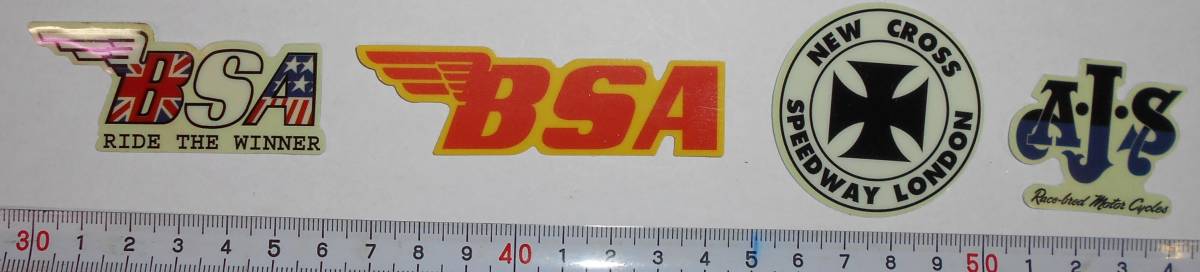 BSA
RIDE THE WINNER
BSA
NEW CROSS
SPEEDWAY LONDON
A·J·S
Race-bred Motor Cycles
30 1 2 3 4 5 6 7 8 9 40 1 2 3 4 5 6 7 8 9 50 1 2 3 4